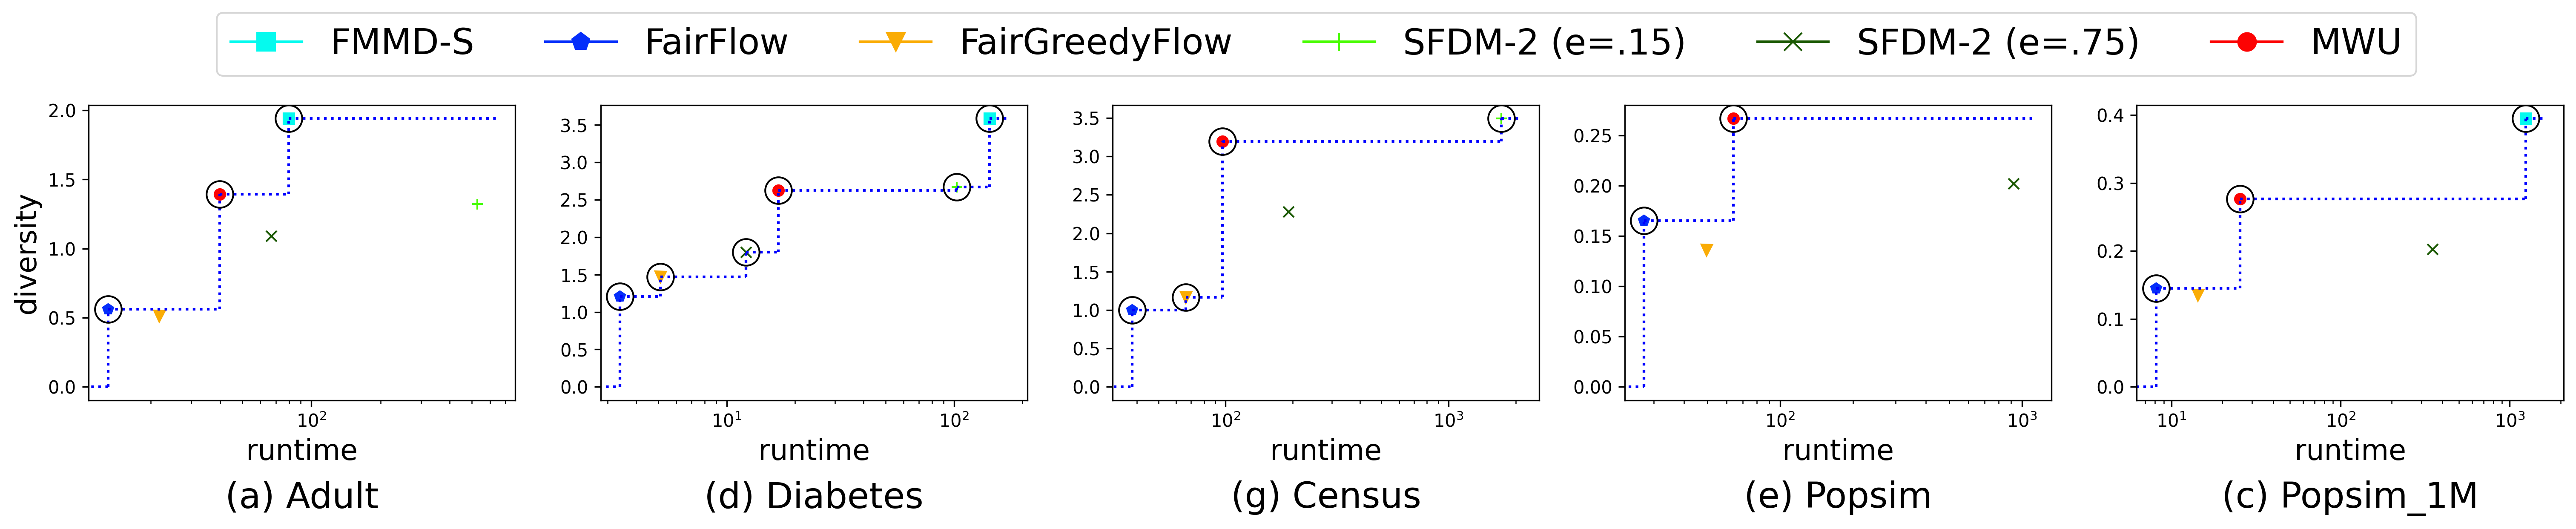 FMMD-S FairFlow FairGreedyFlow SFDM-2 (e=.15) SFDM-2 (e=.75) MWU
diversity
2.0
1.5
1.0
0.5
0.0
10²
runtime
(a) Adult
3.5
3.0
2.5
2.0
1.5
1.0
0.5
0.0
10¹ 10²
runtime
(d) Diabetes
3.5
3.0
2.5
2.0
1.5
1.0
0.5
0.0
10² 10³
runtime
(g) Census
0.25
0.20
0.15
0.10
0.05
0.00
10² 10³
runtime
(e) Popsim
0.4
0.3
0.2
0.1
0.0
10¹ 10² 10³
runtime
(c) Popsim_1M